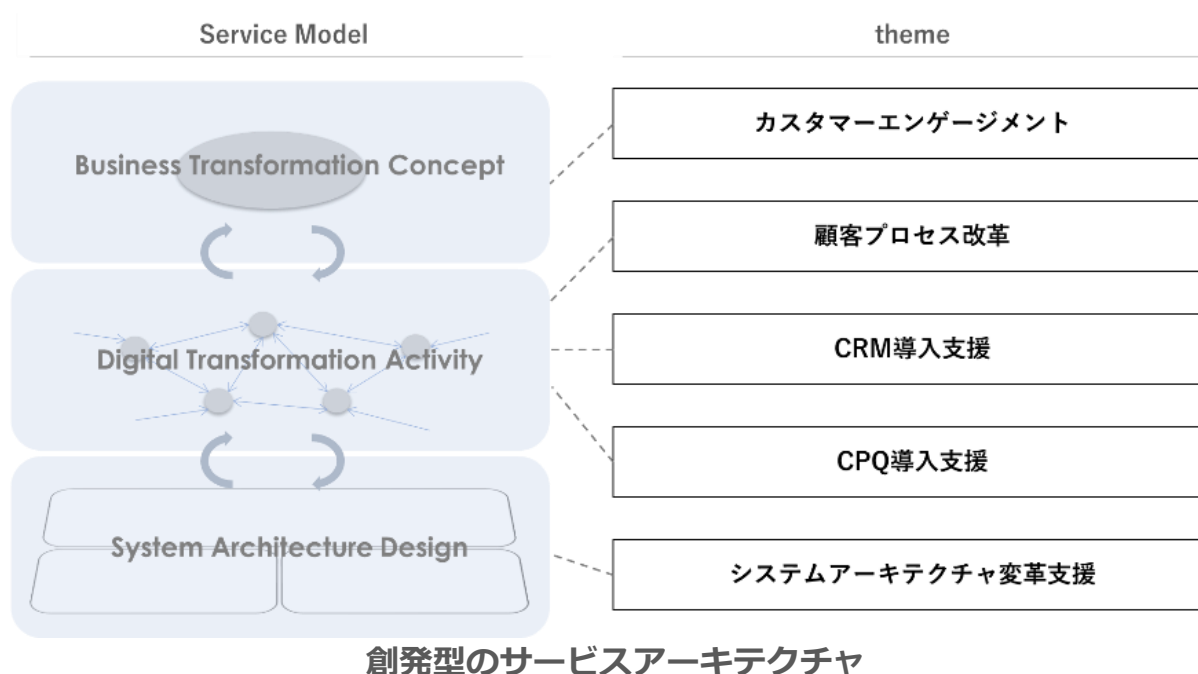 Service Model
theme
Business Transformation Concept
カスタマーエンゲージメント
顧客プロセス改革
Digital Transformation Activity
CRM導入支援
CPQ導入支援
System Architecture Design
システムアーキテクチャ変革支援
創発型のサービスアーキテクチャ